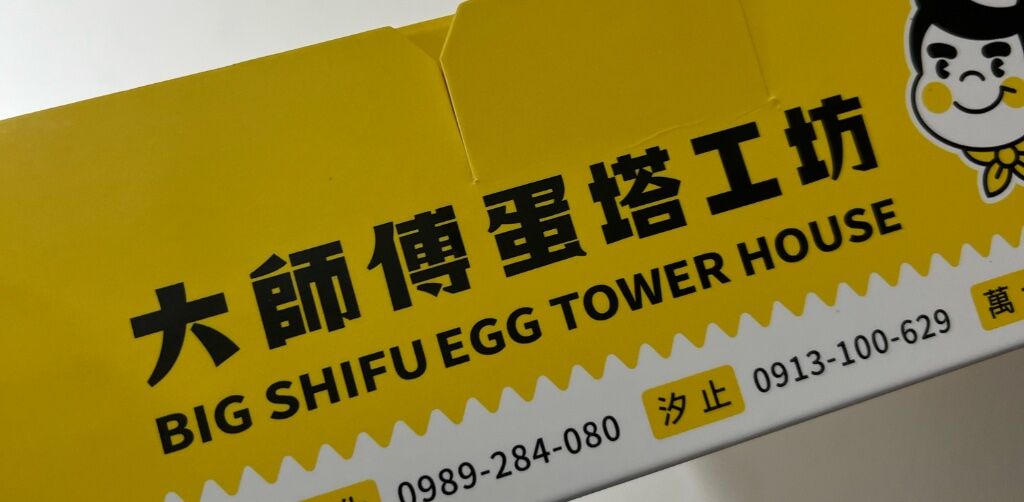 大師傅蛋塔工坊
BIG SHIFU EGG TOWER HOUSE
0989-284-080 汐止 0913-100-629 萬